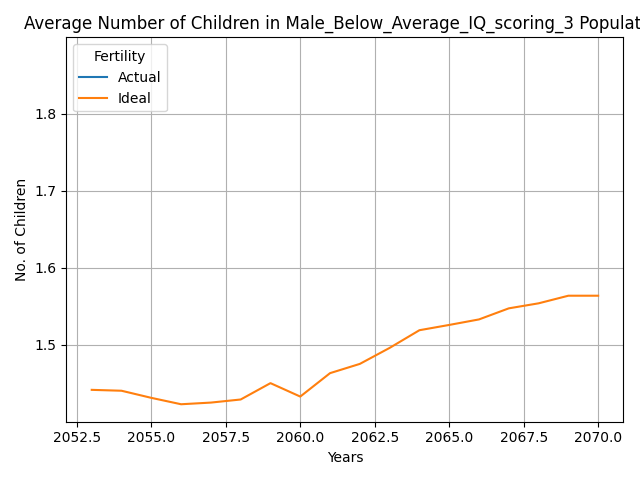 Average Number of Children in Male_Below_Average_IQ_scoring_3 Populat
Fertility
Actual
Ideal
1.8
1.7
1.6
1.5
No. of Children
2052.5 2055.0 2057.5 2060.0 2062.5 2065.0 2067.5 2070.0
Years